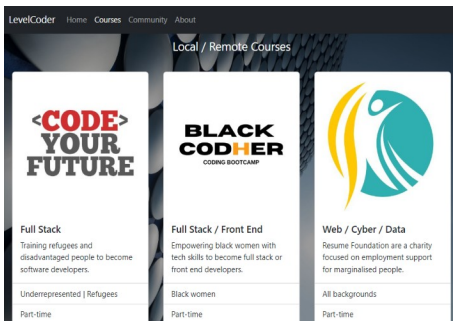 LevelCoder Home Courses Community About
Local / Remote Courses
<CODE>
YOUR
FUTURE
Full Stack
Training refugees and
disadvantaged people to become
software developers.
Underrepresented | Refugees
Part-time
BLACK
CODHER
CODING BOOTCAMP
Full Stack / Front End
Empowering black women with
tech skills to become full stack or
front end developers.
Black women
Part-time
Web / Cyber / Data
Resume Foundation are a charity
focused on employment support
for marginalised people.
All backgrounds
Part-time